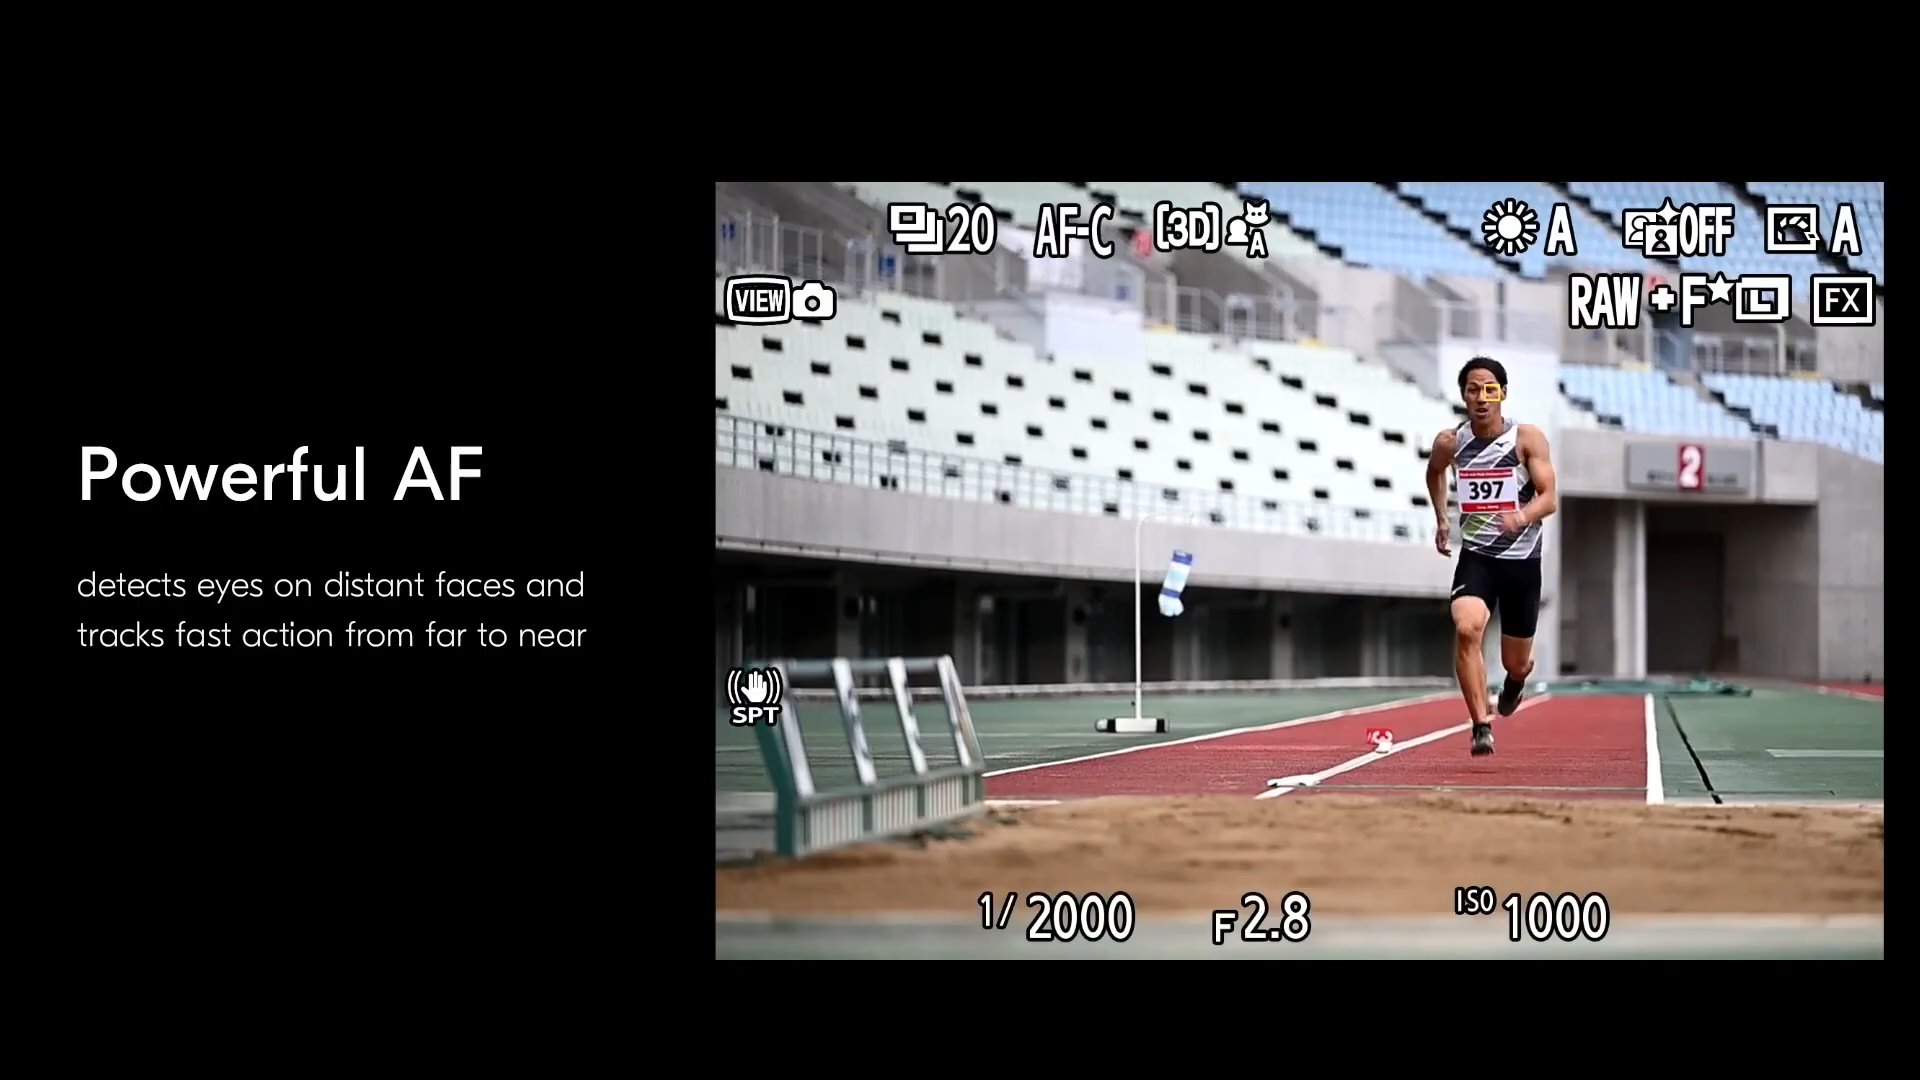 Powerful AF
detects eyes on distant faces and
tracks fast action from far to near
20 AF-C [3D] A A OFF A
VIEW RAW + F★ L FX
397
2
SPT
1/2000 F2.8 ISO 1000